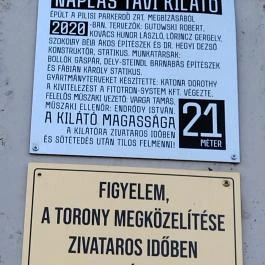 NAPLÁS TAVI KILÁTÓ
ÉPÜLT A PILISI PARKERDŐ ZRT. MEGBÍZÁSÁBÓL
2020-BAN. TERVEZŐK: GUTOWSKI RÓBERT,
KOVÁCS HUNOR LÁSZLÓ, LŐRINCZ GERGELY,
SZOKUBY BÉLA ÁKOS ÉPÍTÉSZEK ÉS DR. HEGYI DEZSŐ
KONSTRUKTŐR, STATIKUS. MUNKATÁRSAK:
BOLLÓK GÁSPÁR, DELY-STEINDL BARNABÁS ÉPÍTÉSZEK
ÉS FÁBIÁN KÁROLY STATIKUS.
GYÁRTMÁNYTERVEKET KÉSZÍTETTE: KATONA DOROTHY
A KIVITELEZÉST A FITOTRON-SYSTEM KFT. VÉGEZTE.
FELELŐS MŰSZAKI VEZETŐ: VARGA TAMÁS,
MŰSZAKI ELLENŐR: ENDRŐDY ISTVÁN.
A KILÁTÓ MAGASSÁGA 21
A KILÁTÓRA ZIVATAROS IDŐBEN
ÉS SÖTÉTEDÉS UTÁN TILOS FELMENNI! MÉTER
FIGYELEM,
A TORONY MEGKÖZELÍTÉSE
ZIVATAROS IDŐBEN